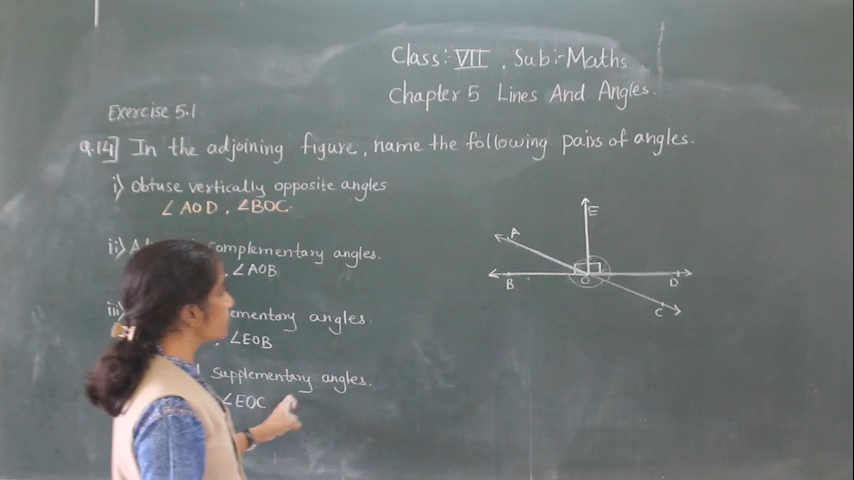 Class: VII, Sub:- Maths
Chapter 5 Lines And Angles.
Exercise 5.1
Q.14] In the adjoining figure, name the following pairs of angles.
i) Obtuse vertically opposite angles
∠AOD, ∠BOC.
ii) complementary angles.
, ∠AOB
iii) angles.
, ∠EOB
supplementary angles.
∠EOC
E
A
B
O
D
C